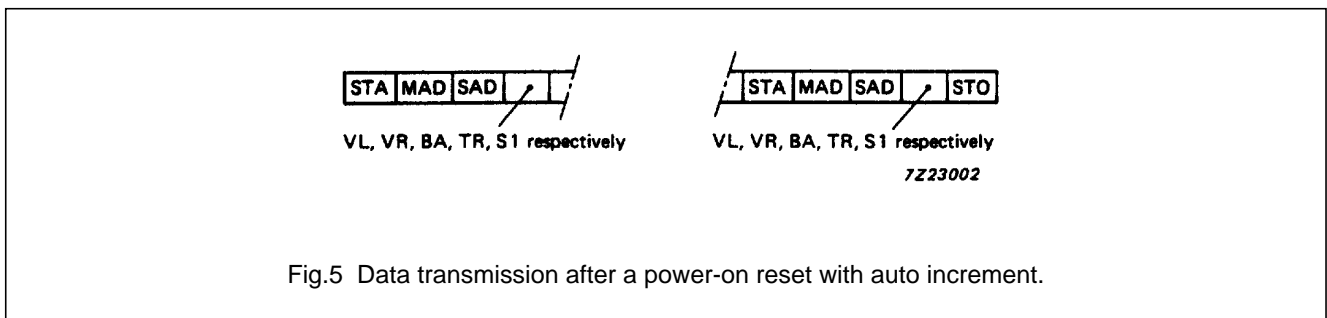 STA MAD SAD STA MAD SAD STO
VL, VR, BA, TR, S1 respectively VL, VR, BA, TR, S1 respectively
7Z23002
Fig.5 Data transmission after a power-on reset with auto increment.